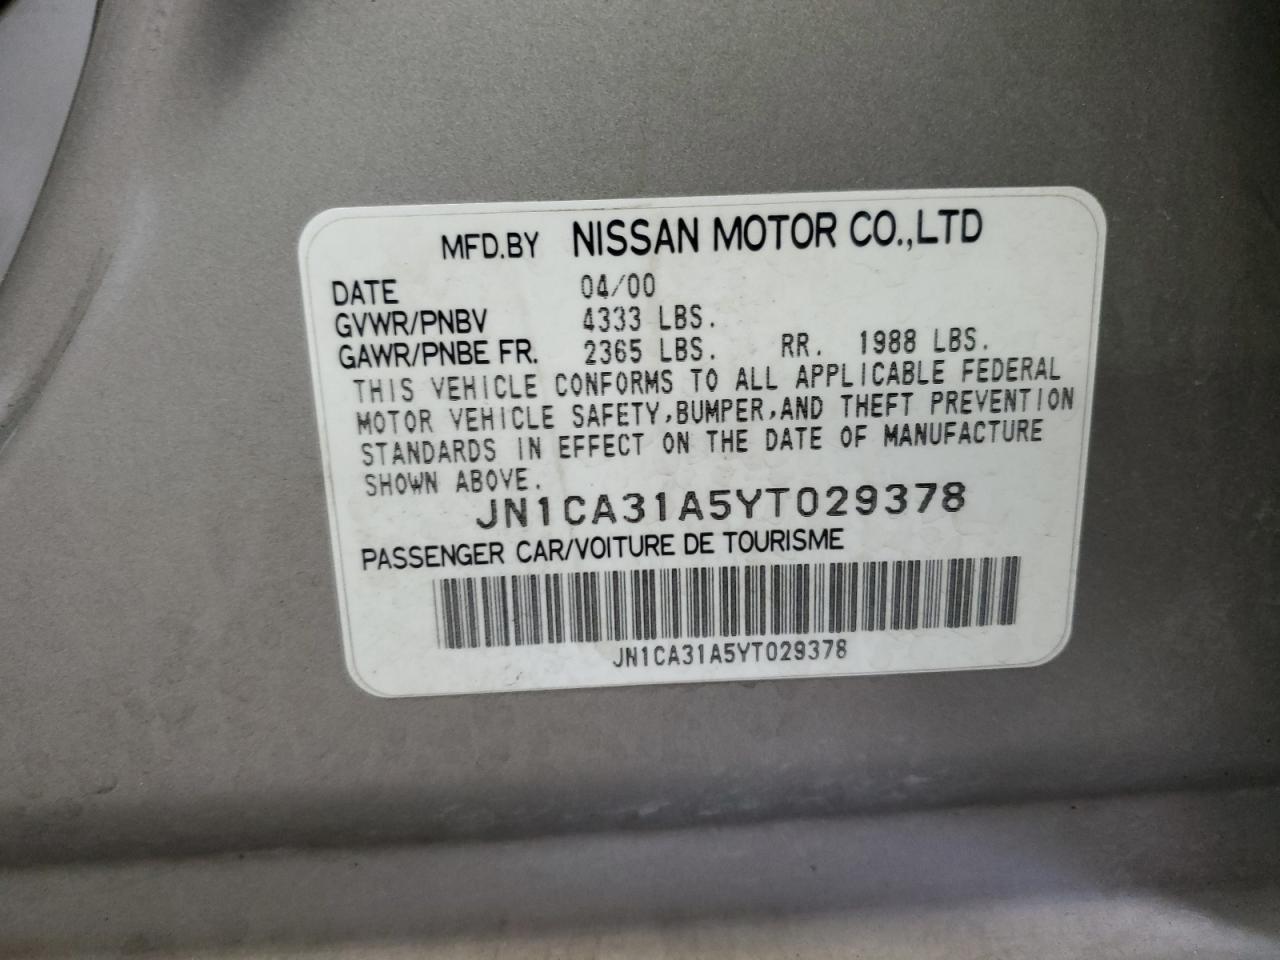 MFD.BY NISSAN MOTOR CO.,LTD
DATE 04/00
GVWR/PNBV 4333 LBS.
GAWR/PNBE FR. 2365 LBS. RR. 1988 LBS.
THIS VEHICLE CONFORMS TO ALL APPLICABLE FEDERAL
MOTOR VEHICLE SAFETY,BUMPER,AND THEFT PREVENTION
STANDARDS IN EFFECT ON THE DATE OF MANUFACTURE
SHOWN ABOVE.
JN1CA31A5YT029378
PASSENGER CAR/VOITURE DE TOURISME
JN1CA31A5YT029378